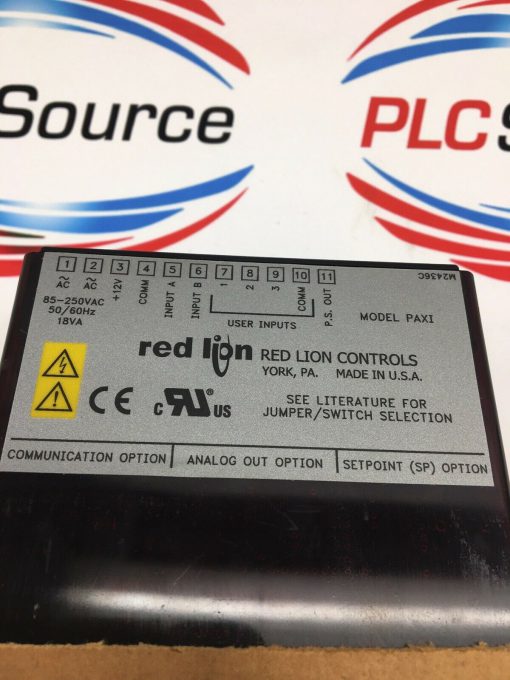 Source
PLC S
1 2 3 4 5 6 7 8 9 10 11
AC AC +12V COMM INPUT A INPUT B 1 2 3 COMM P.S. OUT
M2436C
85-250VAC
50/60Hz
18VA
USER INPUTS
MODEL PAXI
red lion RED LION CONTROLS
YORK, PA. MADE IN U.S.A.
CE c RU US
SEE LITERATURE FOR
JUMPER/SWITCH SELECTION
COMMUNICATION OPTION ANALOG OUT OPTION SETPOINT (SP) OPTION